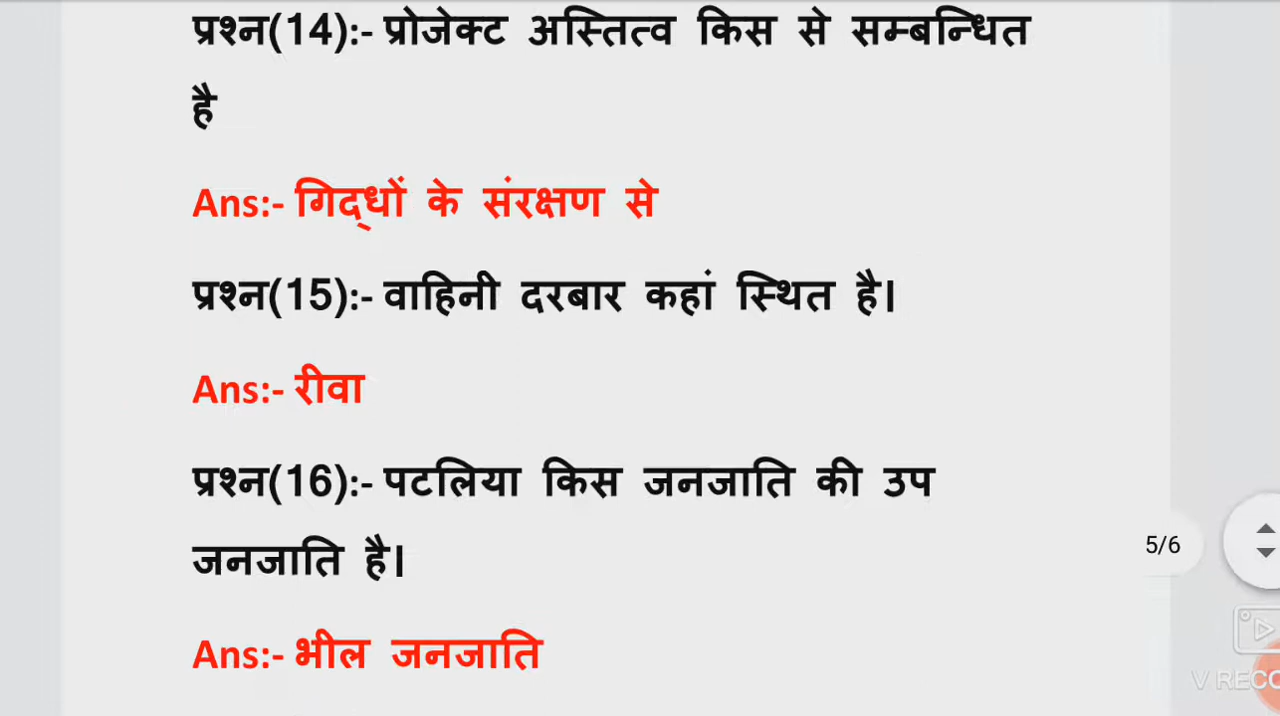 प्रश्न(14):- प्रोजेक्ट अस्तित्व किस से सम्बन्धित
है
Ans:- गिद्धों के संरक्षण से
प्रश्न(15):- वाहिनी दरबार कहां स्थित है।
Ans:- रीवा
प्रश्न(16):- पटलिया किस जनजाति की उप
जनजाति है।
5/6
Ans:- भील जनजाति